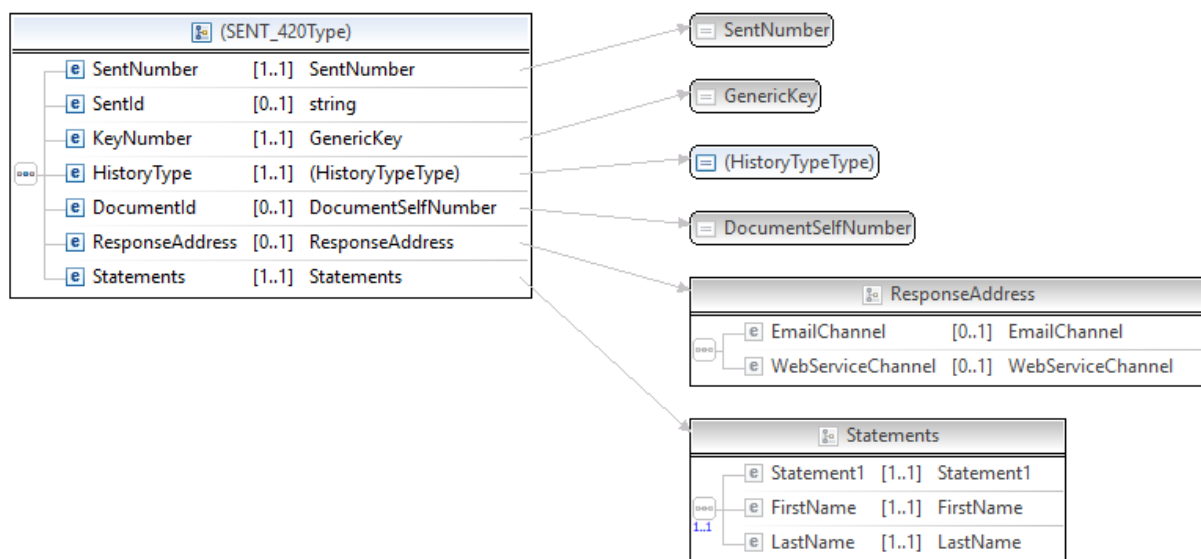 (SENT_420Type)
e SentNumber [1..1] SentNumber
e SentId [0..1] string
e KeyNumber [1..1] GenericKey
e HistoryType [1..1] (HistoryTypeType)
e DocumentId [0..1] DocumentSelfNumber
e ResponseAddress [0..1] ResponseAddress
e Statements [1..1] Statements
SentNumber
GenericKey
(HistoryTypeType)
DocumentSelfNumber
ResponseAddress
e EmailChannel [0..1] EmailChannel
e WebServiceChannel [0..1] WebServiceChannel
Statements
e Statement1 [1..1] Statement1
e FirstName [1..1] FirstName
1..1
e LastName [1..1] LastName